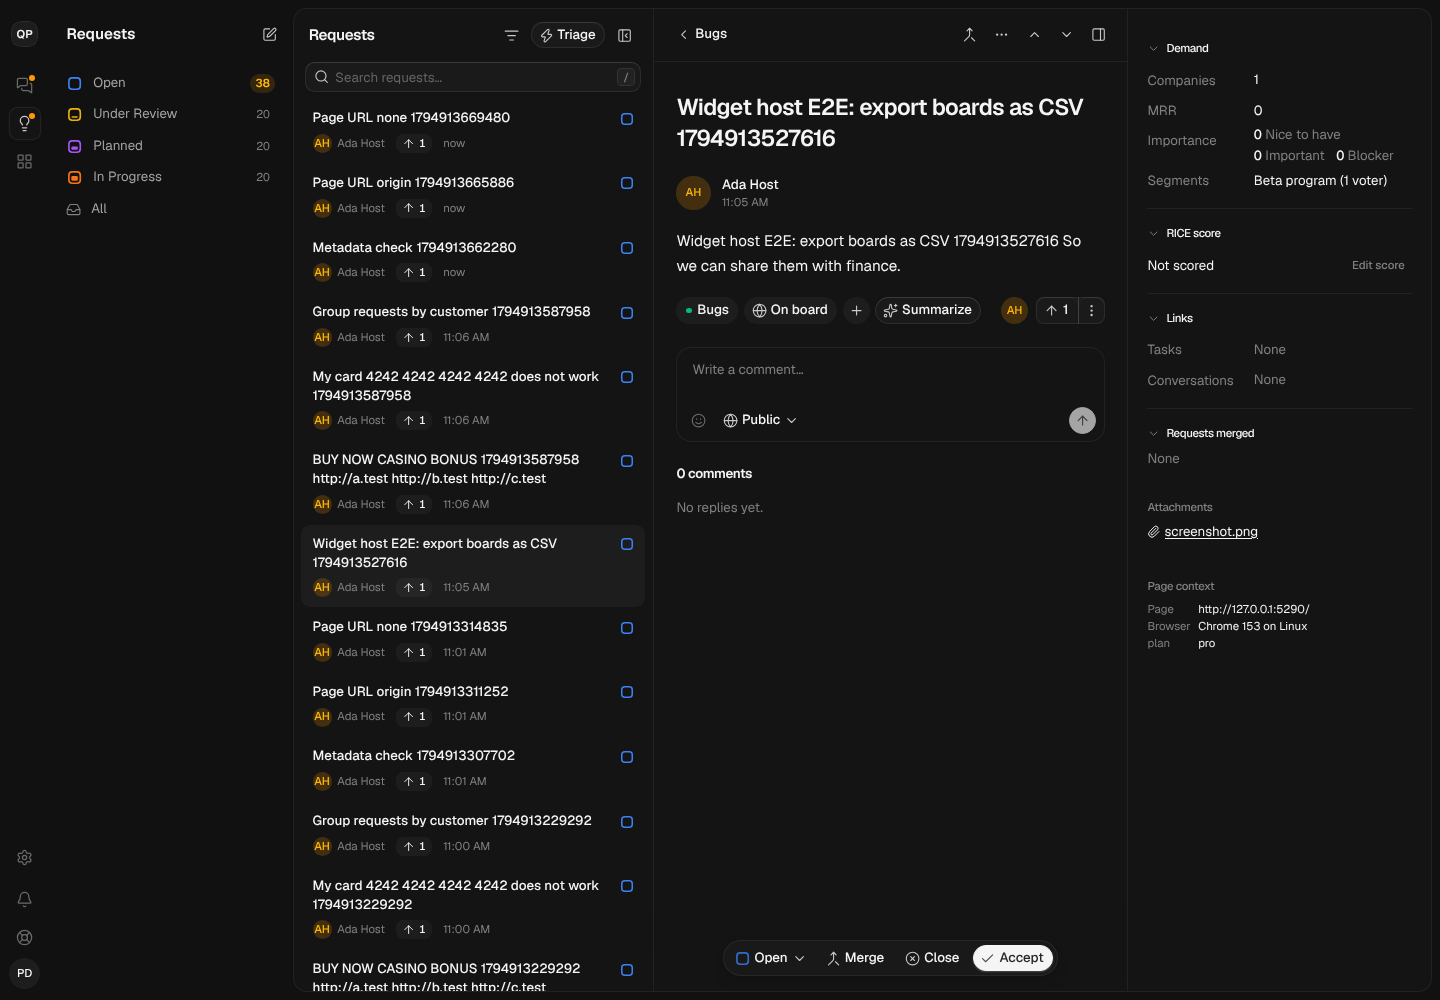 QP
Requests
Open
38
Under Review
20
Planned
20
In Progress
20
All
PD
Requests
Triage
Search requests...
/
Page URL none 1794913669480
AH Ada Host 1 now
Page URL origin 1794913665886
AH Ada Host 1 now
Metadata check 1794913662280
AH Ada Host 1 now
Group requests by customer 1794913587958
AH Ada Host 1 11:06 AM
My card 4242 4242 4242 4242 does not work
1794913587958
AH Ada Host 1 11:06 AM
BUY NOW CASINO BONUS 1794913587958
http://a.test http://b.test http://c.test
AH Ada Host 1 11:06 AM
Widget host E2E: export boards as CSV
1794913527616
AH Ada Host 1 11:05 AM
Page URL none 1794913314835
AH Ada Host 1 11:01 AM
Page URL origin 1794913311252
AH Ada Host 1 11:01 AM
Metadata check 1794913307702
AH Ada Host 1 11:01 AM
Group requests by customer 1794913229292
AH Ada Host 1 11:00 AM
My card 4242 4242 4242 4242 does not work
1794913229292
AH Ada Host 1 11:00 AM
BUY NOW CASINO BONUS 1794913229292
http://a.test http://b.test http://c.test
Bugs
Widget host E2E: export boards as CSV
1794913527616
AH
Ada Host
11:05 AM
Widget host E2E: export boards as CSV 1794913527616 So
we can share them with finance.
Bugs On board Summarize AH 1
Write a comment...
Public
0 comments
No replies yet.
Open Merge Close Accept
Demand
Companies 1
MRR 0
Importance 0 Nice to have
0 Important 0 Blocker
Segments Beta program (1 voter)
RICE score
Not scored Edit score
Links
Tasks None
Conversations None
Requests merged
None
Attachments
screenshot.png
Page context
Page http://127.0.0.1:5290/
Browser Chrome 153 on Linux
plan pro